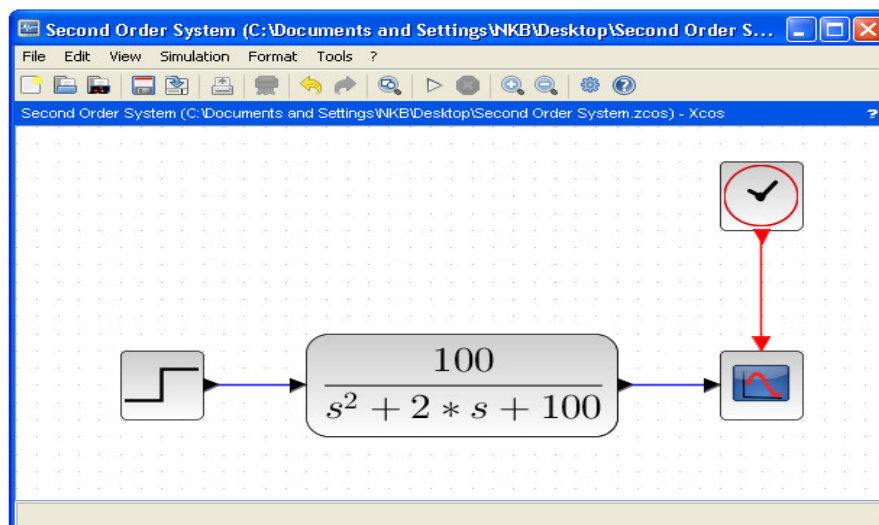 Second Order System (C:\Documents and Settings\NKB\Desktop\Second Order S...
File Edit View Simulation Format Tools ?
Second Order System (C:\Documents and Settings\NKB\Desktop\Second Order System.zcos) - Xcos ?
100
s² + 2 * s + 100